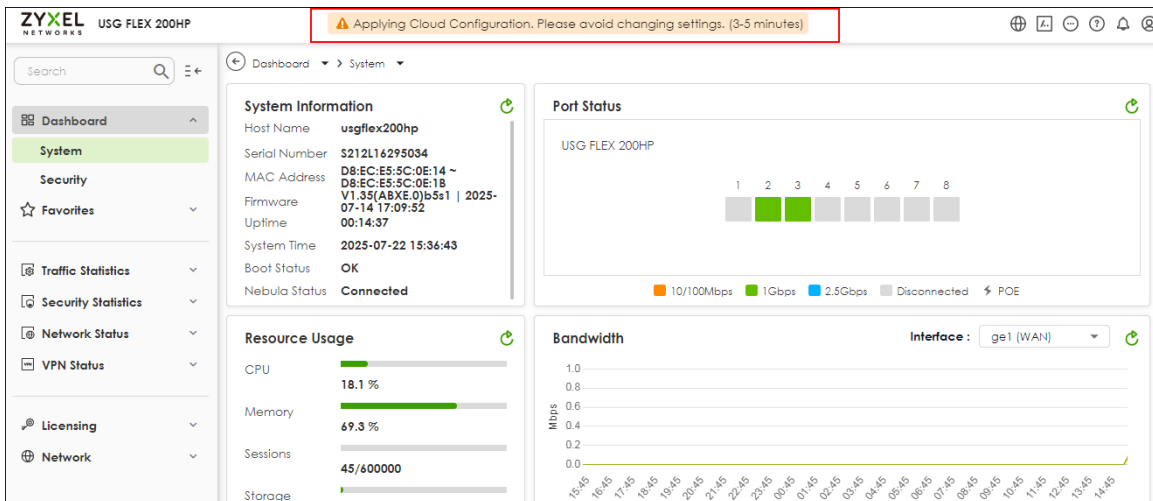 ZYXEL NETWORKS USG FLEX 200HP
Applying Cloud Configuration. Please avoid changing settings. (3-5 minutes)
Search
Dashboard
System
Security
Favorites
Traffic Statistics
Security Statistics
Network Status
VPN Status
Licensing
Network
Dashboard > System
System Information
Host Name usgflex200hp
Serial Number S212L16295034
MAC Address D8:EC:E5:5C:0E:14 ~
D8:EC:E5:5C:0E:1B
Firmware V1.35(ABXE.0)b5s1 | 2025-
07-14 17:09:52
Uptime 00:14:37
System Time 2025-07-22 15:36:43
Boot Status OK
Nebula Status Connected
Port Status
USG FLEX 200HP
1 2 3 4 5 6 7 8
10/100Mbps 1Gbps 2.5Gbps Disconnected POE
Resource Usage
CPU
18.1 %
Memory
69.3 %
Sessions
45/600000
Storage
Bandwidth
Interface : ge1 (WAN)
Mbps
1.0
0.8
0.6
0.4
0.2
0.0
15:45 16:45 17:45 18:45 19:45 20:45 21:45 22:45 23:45 00:45 01:45 02:45 03:45 04:45 05:45 06:45 07:45 08:45 09:45 10:45 11:45 12:45 13:45 14:45